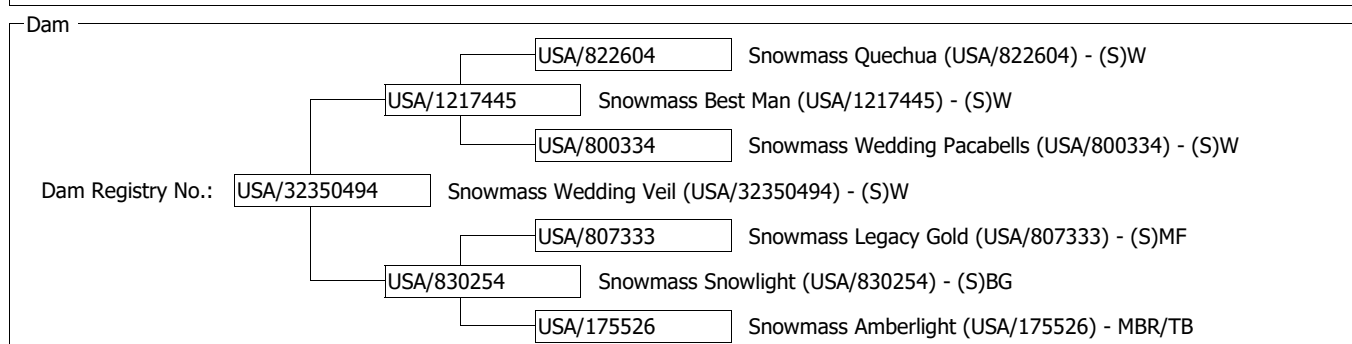 Dam
USA/822604 Snowmass Quechua (USA/822604) - (S)W
USA/1217445 Snowmass Best Man (USA/1217445) - (S)W
USA/800334 Snowmass Wedding Pacabells (USA/800334) - (S)W
Dam Registry No.: USA/32350494 Snowmass Wedding Veil (USA/32350494) - (S)W
USA/807333 Snowmass Legacy Gold (USA/807333) - (S)MF
USA/830254 Snowmass Snowlight (USA/830254) - (S)BG
USA/175526 Snowmass Amberlight (USA/175526) - MBR/TB